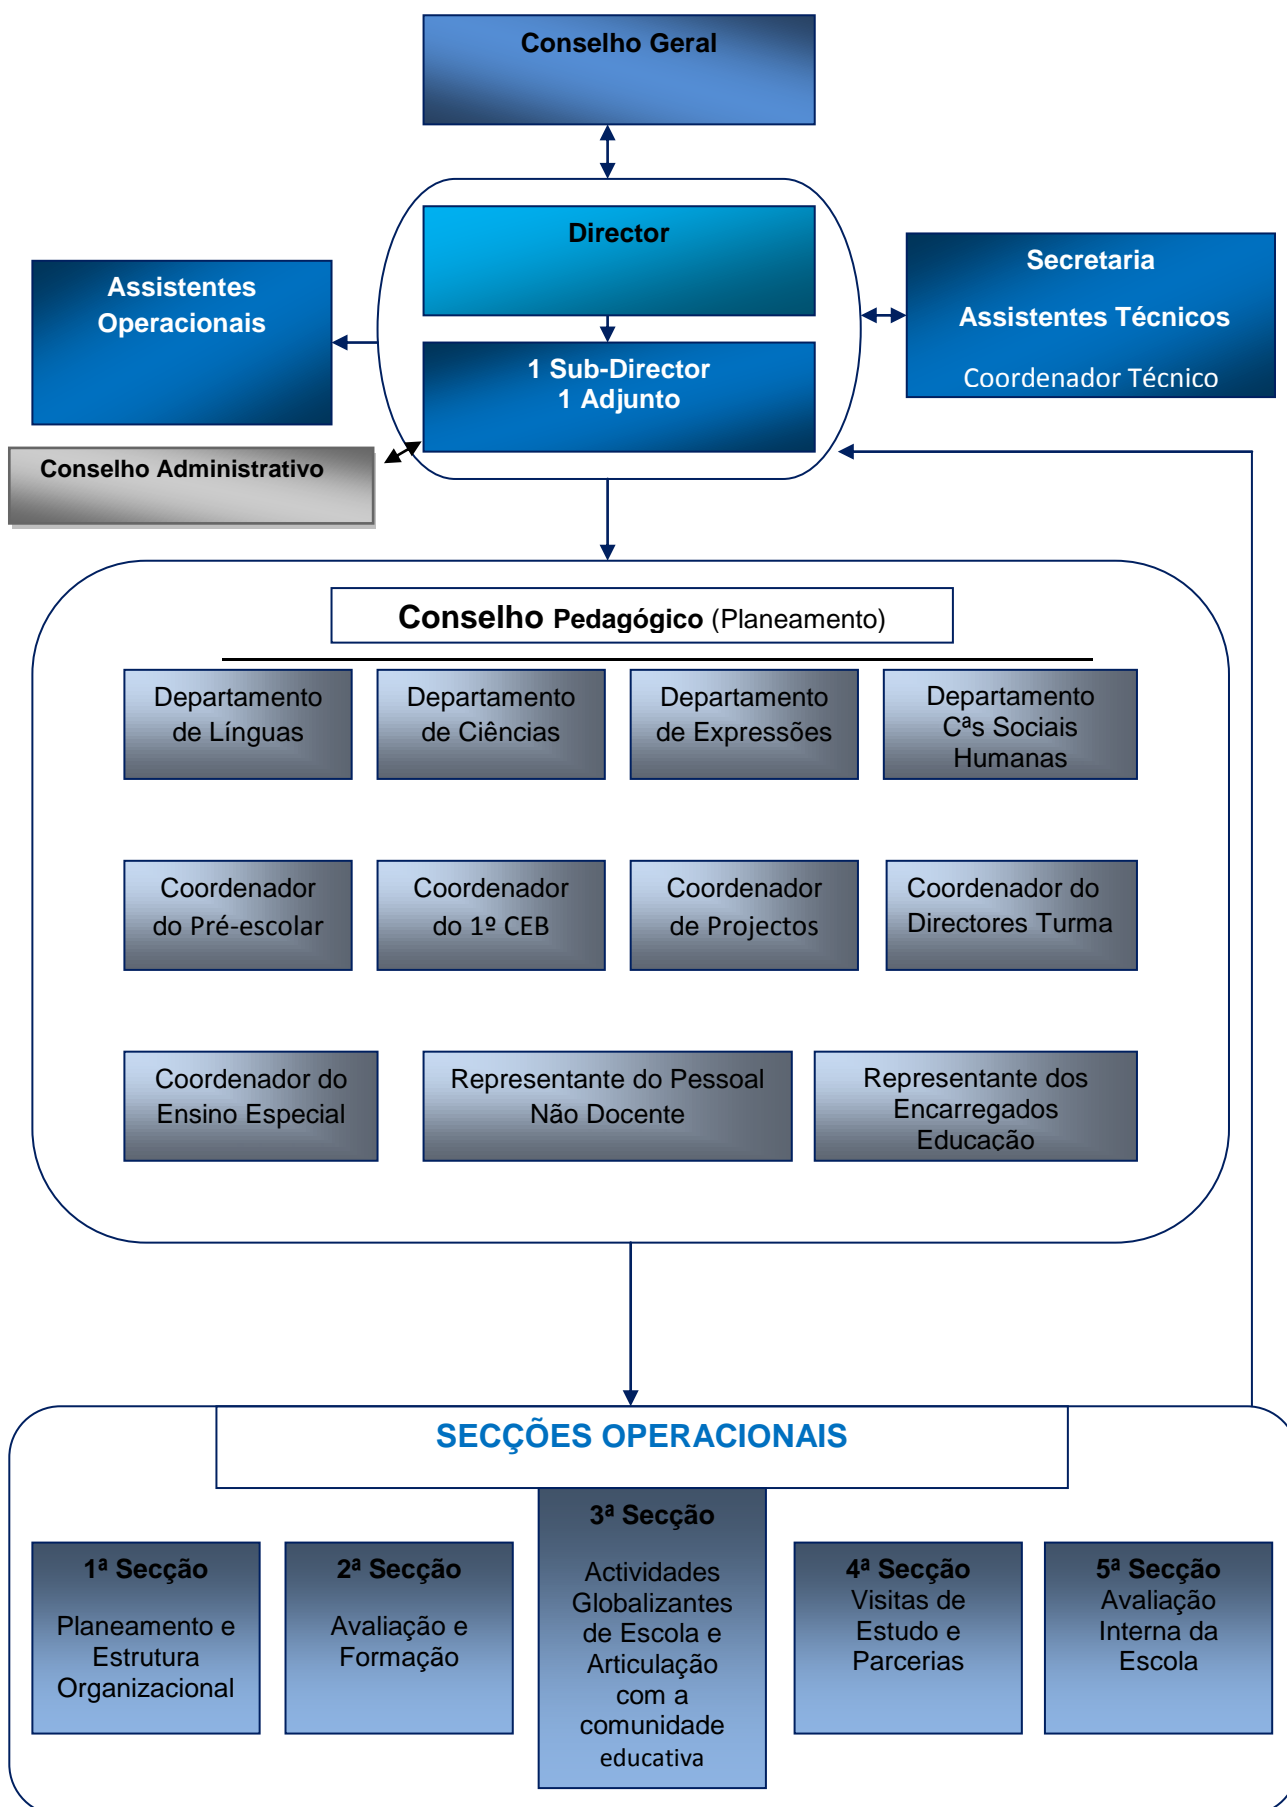 Conselho Geral
Director
Assistentes
Operacionais
Secretaria
Assistentes Técnicos
Coordenador Técnico
1 Sub-Director
1 Adjunto
Conselho Administrativo
Conselho Pedagógico (Planeamento)
Departamento
de Línguas
Departamento
de Ciências
Departamento
de Expressões
Departamento
Cªs Sociais
Humanas
Coordenador
do Pré-escolar
Coordenador
do 1º CEB
Coordenador
de Projectos
Coordenador do
Directores Turma
Coordenador do
Ensino Especial
Representante do Pessoal
Não Docente
Representante dos
Encarregados
Educação
SECÇÕES OPERACIONAIS
1ª Secção
Planeamento e
Estrutura
Organizacional
2ª Secção
Avaliação e
Formação
3ª Secção
Actividades
Globalizantes
de Escola e
Articulação
com a
comunidade
educativa
4ª Secção
Visitas de
Estudo e
Parcerias
5ª Secção
Avaliação
Interna da
Escola